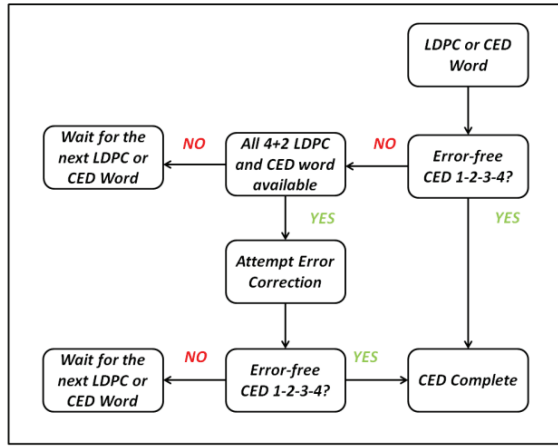 LDPC or CED
Word
Wait for the
next LDPC or
CED Word
NO
All 4+2 LDPC
and CED word
available
NO
Error-free
CED 1-2-3-4?
YES
YES
Attempt Error
Correction
Wait for the
next LDPC or
CED Word
NO
Error-free
CED 1-2-3-4?
YES
CED Complete